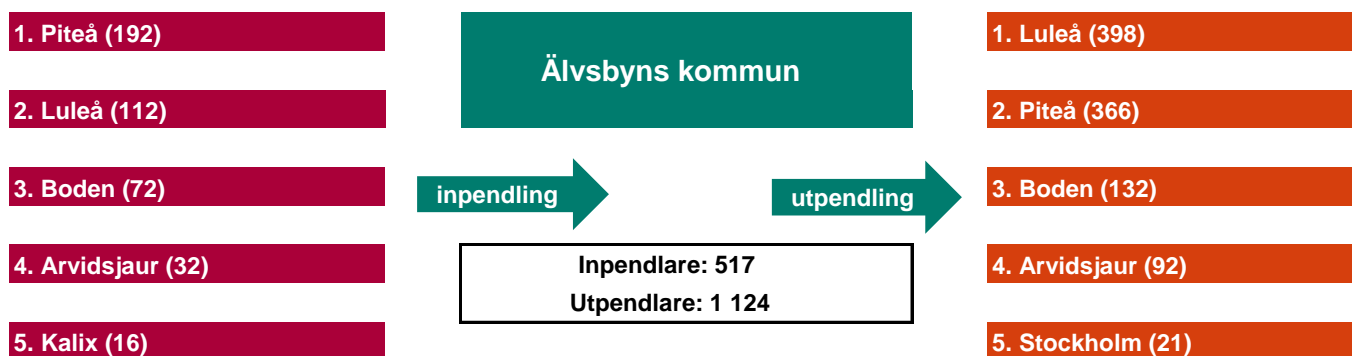 1. Piteå (192)
2. Luleå (112)
3. Boden (72)
4. Arvidsjaur (32)
5. Kalix (16)
Älvsbyns kommun
inpendling
utpendling
Inpendlare: 517
Utpendlare: 1 124
1. Luleå (398)
2. Piteå (366)
3. Boden (132)
4. Arvidsjaur (92)
5. Stockholm (21)